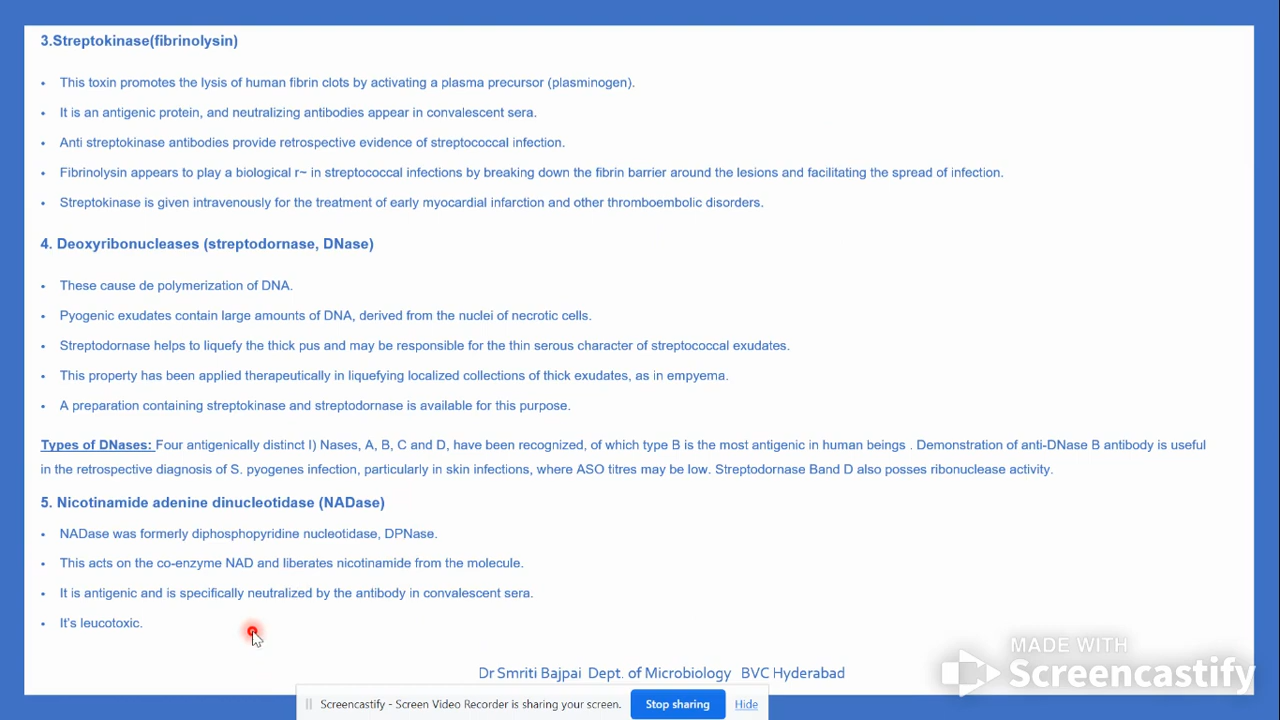 3.Streptokinase(fibrinolysin)
• This toxin promotes the lysis of human fibrin clots by activating a plasma precursor (plasminogen).
• It is an antigenic protein, and neutralizing antibodies appear in convalescent sera.
• Anti streptokinase antibodies provide retrospective evidence of streptococcal infection.
• Fibrinolysin appears to play a biological r~ in streptococcal infections by breaking down the fibrin barrier around the lesions and facilitating the spread of infection.
• Streptokinase is given intravenously for the treatment of early myocardial infarction and other thromboembolic disorders.
4. Deoxyribonucleases (streptodornase, DNase)
• These cause de polymerization of DNA.
• Pyogenic exudates contain large amounts of DNA, derived from the nuclei of necrotic cells.
• Streptodornase helps to liquefy the thick pus and may be responsible for the thin serous character of streptococcal exudates.
• This property has been applied therapeutically in liquefying localized collections of thick exudates, as in empyema.
• A preparation containing streptokinase and streptodornase is available for this purpose.
Types of DNases: Four antigenically distinct I) Nases, A, B, C and D, have been recognized, of which type B is the most antigenic in human beings . Demonstration of anti-DNase B antibody is useful
in the retrospective diagnosis of S. pyogenes infection, particularly in skin infections, where ASO titres may be low. Streptodornase Band D also posses ribonuclease activity.
5. Nicotinamide adenine dinucleotidase (NADase)
• NADase was formerly diphosphopyridine nucleotidase, DPNase.
• This acts on the co-enzyme NAD and liberates nicotinamide from the molecule.
• It is antigenic and is specifically neutralized by the antibody in convalescent sera.
• It's leucotoxic.
Dr Smriti Bajpai Dept. of Microbiology BVC Hyderabad
MADE WITH
Screencastify
Screencastify - Screen Video Recorder is sharing your screen.
Stop sharing
Hide